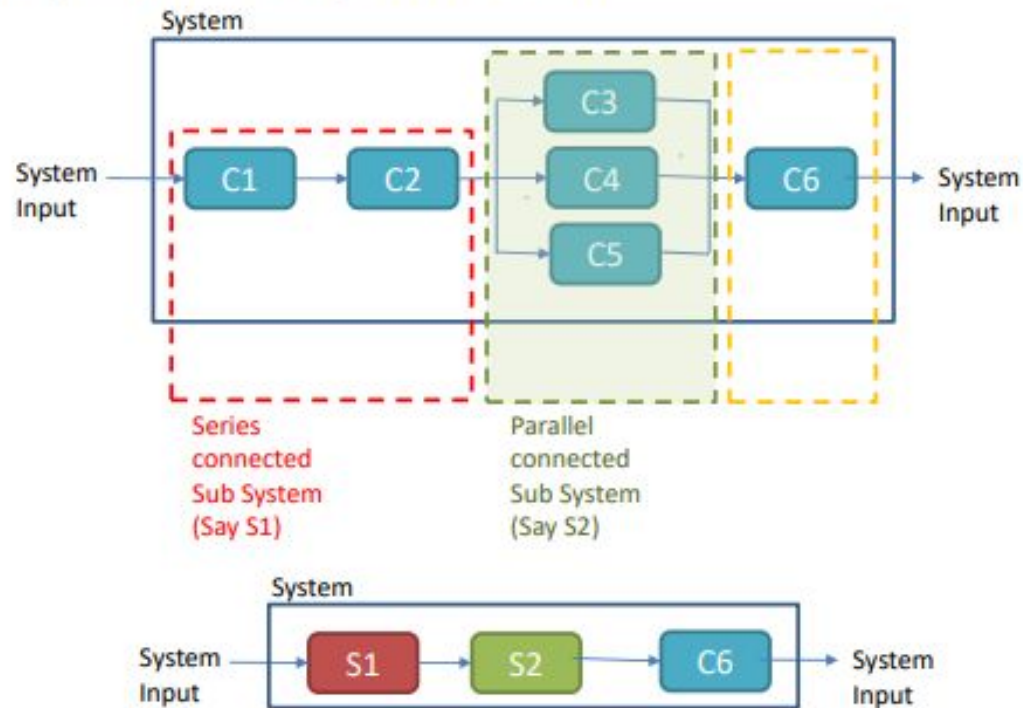 System
C3
System
Input
C1
C2
C4
C6
System
Input
C5
Series
connected
Sub System
(Say S1)
Parallel
connected
Sub System
(Say S2)
System
System
Input
S1
S2
C6
System
Input